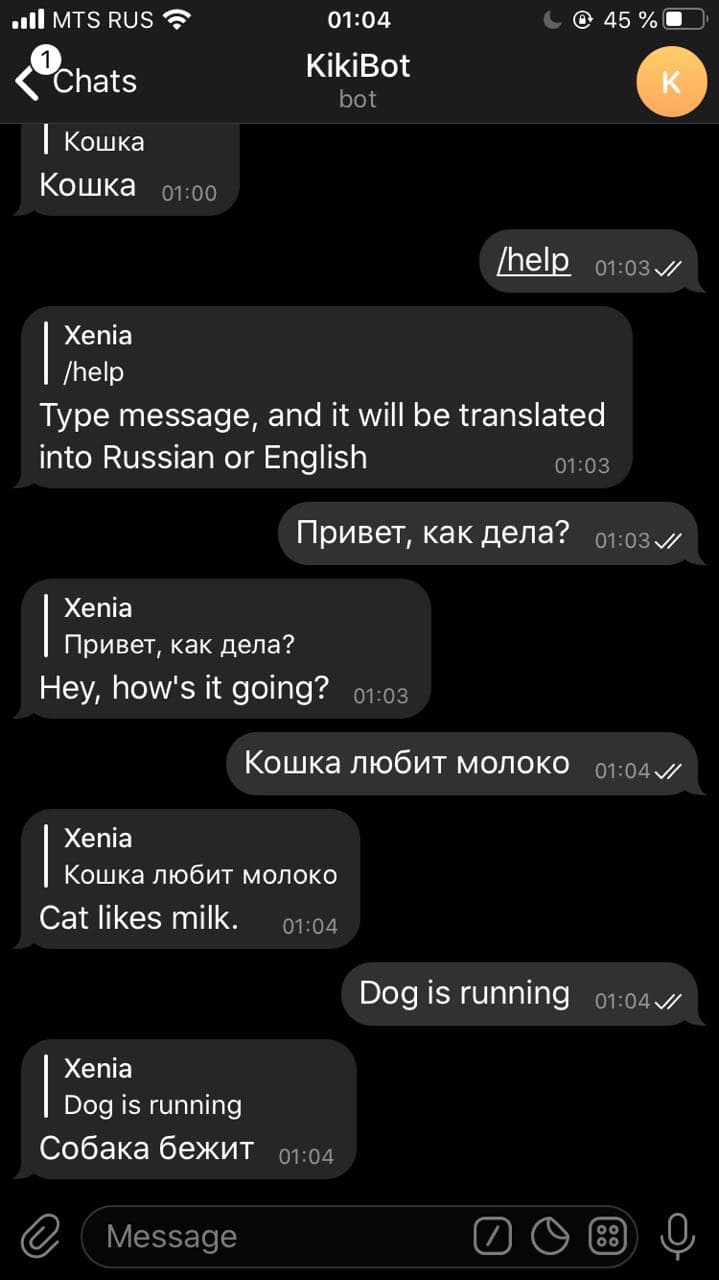 MTS RUS 01:04 45 %
1
Chats KikiBot K
bot
Кошка
Кошка 01:00
/help 01:03
Xenia
/help
Type message, and it will be translated
into Russian or English 01:03
Привет, как дела? 01:03
Xenia
Привет, как дела?
Hey, how's it going? 01:03
Кошка любит молоко 01:04
Xenia
Кошка любит молоко
Cat likes milk. 01:04
Dog is running 01:04
Xenia
Dog is running
Собака бежит 01:04
Message